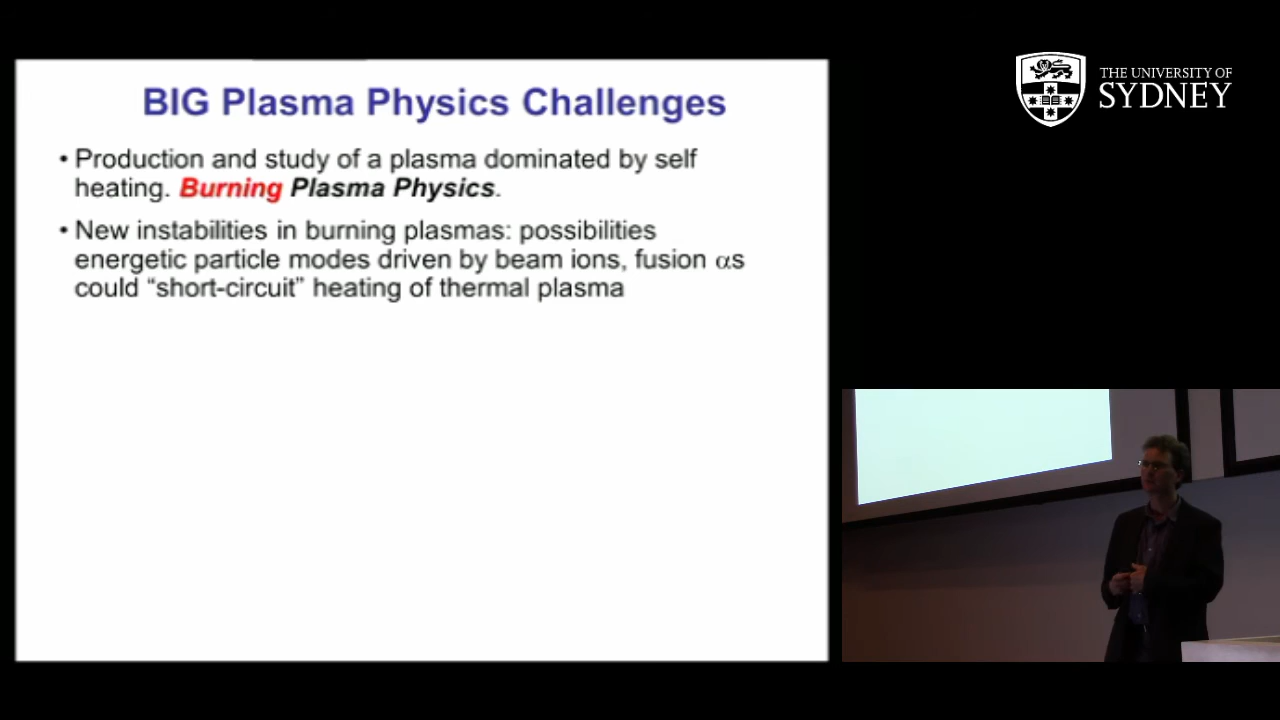 BIG Plasma Physics Challenges
• Production and study of a plasma dominated by self
heating. Burning Plasma Physics.
• New instabilities in burning plasmas: possibilities
energetic particle modes driven by beam ions, fusion αs
could “short-circuit” heating of thermal plasma
THE UNIVERSITY OF
SYDNEY